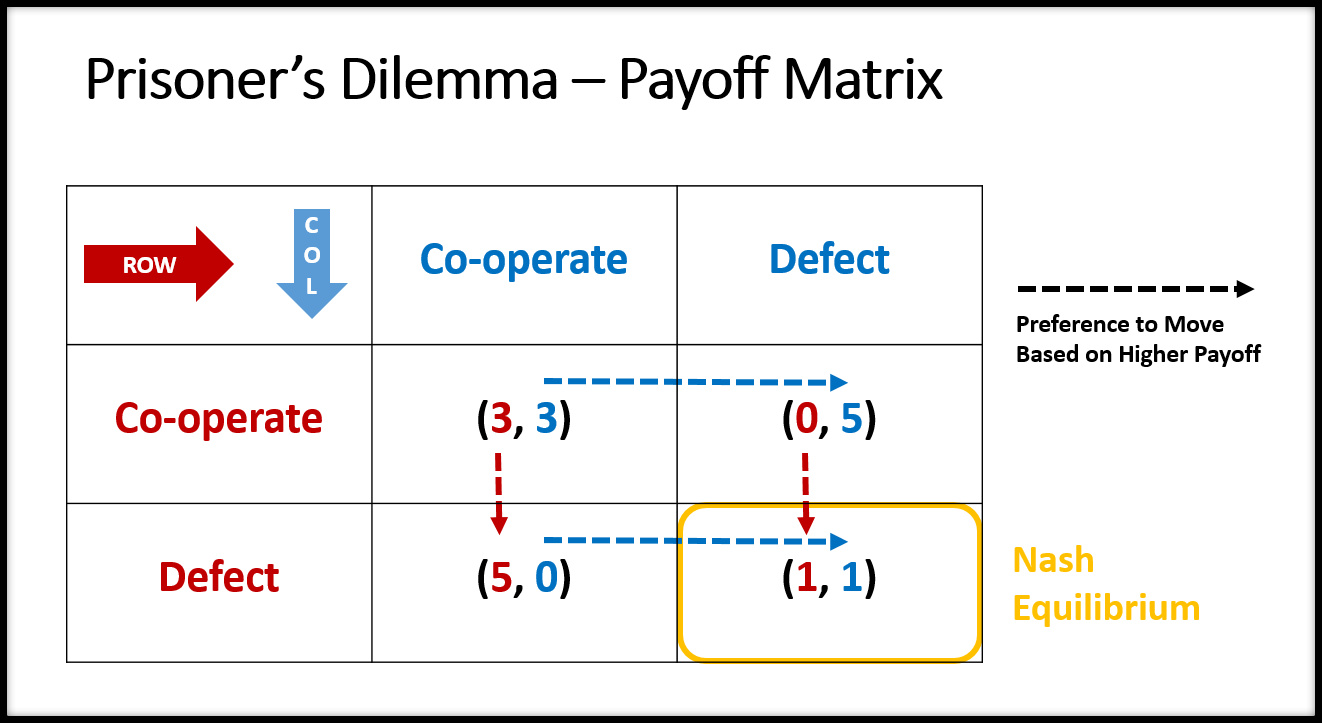 Prisoner’s Dilemma – Payoff Matrix
ROW
COL
Co-operate
Defect
Preference to Move
Based on Higher Payoff
Co-operate
(3, 3)
(0, 5)
Defect
(5, 0)
(1, 1)
Nash
Equilibrium